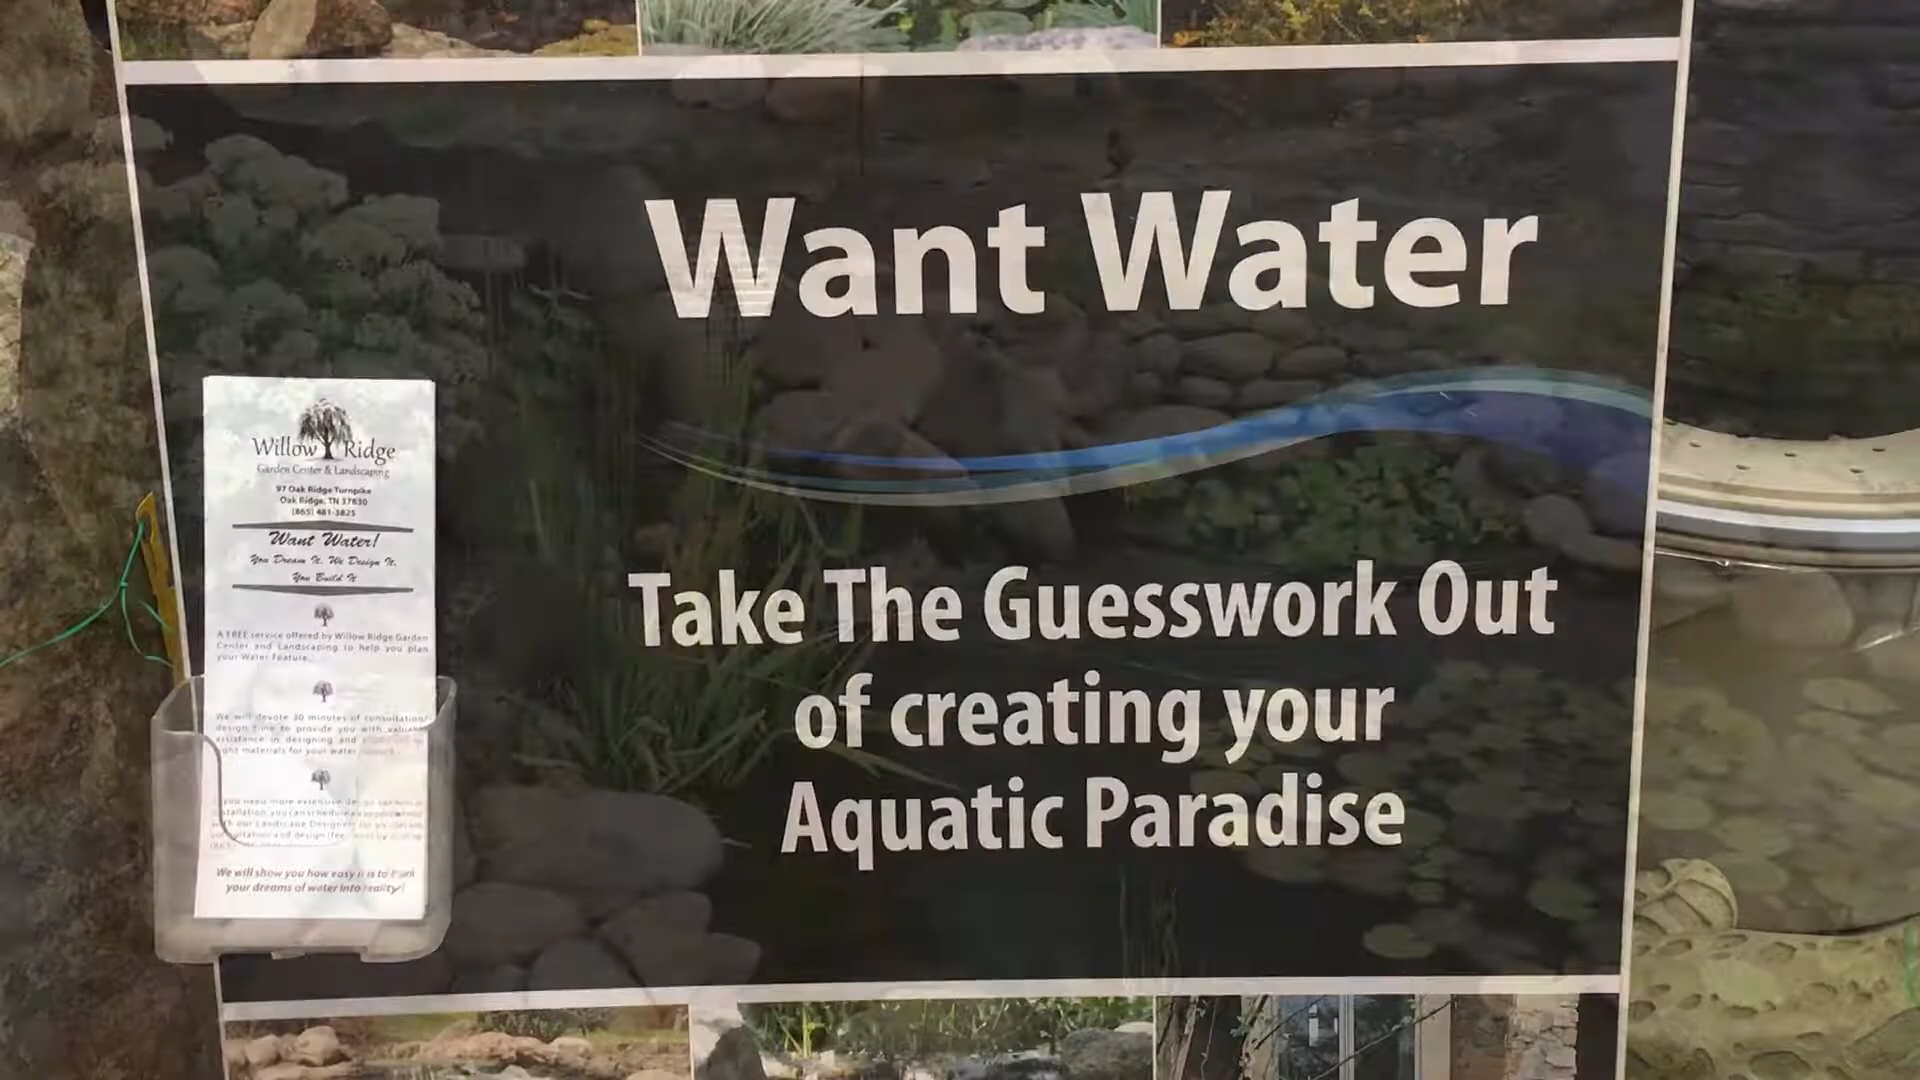 Want Water
Take The Guesswork Out
of creating your
Aquatic Paradise
Willow Ridge
Garden Center & Landscaping
97 Oak Ridge Turnpike
Oak Ridge, TN 37830
(865) 481-3825
Want Water!
You Dream It, We Design It,
You Build It
A FREE service offered by Willow Ridge Garden
Center and Landscaping to help you plan
your Water Feature.
We will devote 30 minutes of consultation/
design time to provide you with valuable
assistance in designing and
right materials for your water
If you need more extensive design
installation, you can schedule
with our Landscape Designer
consultation and design fee
We will show you how easy it is to turn
your dreams of water into reality!